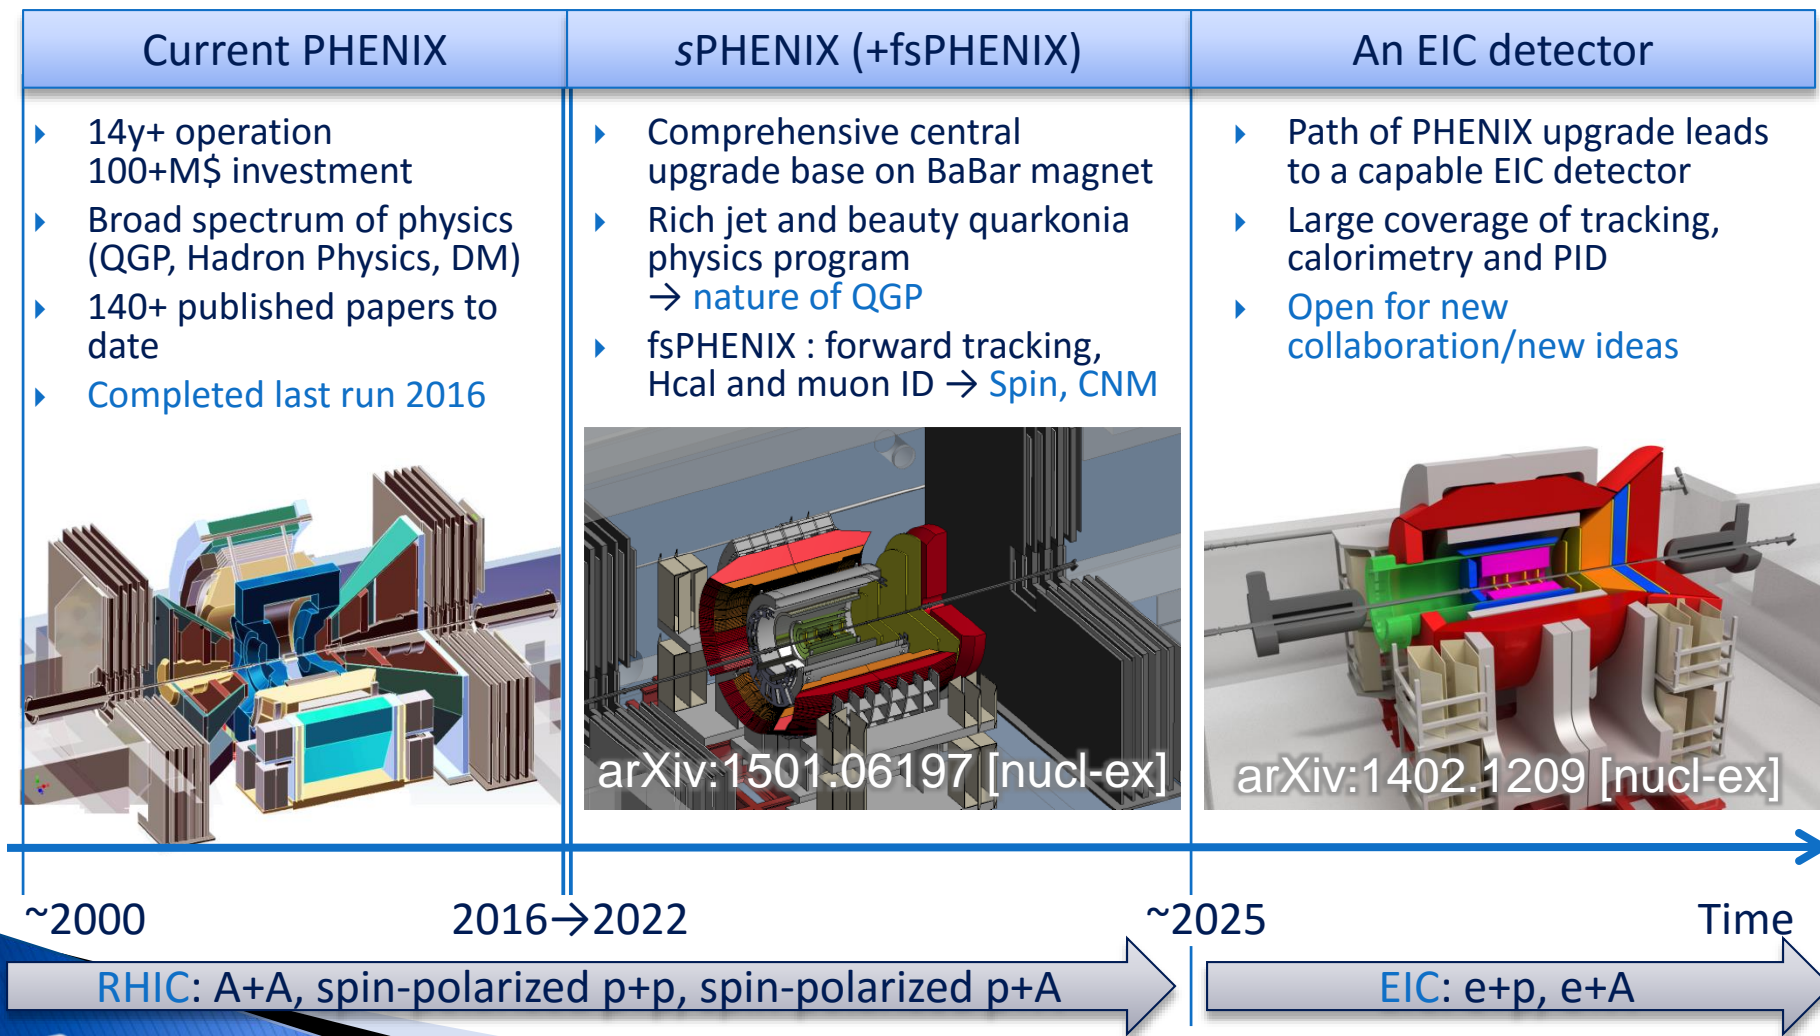 Current PHENIX
sPHENIX (+fsPHENIX)
An EIC detector
14y+ operation
100+M$ investment
Broad spectrum of physics
(QGP, Hadron Physics, DM)
140+ published papers to
date
Completed last run 2016
Comprehensive central
upgrade base on BaBar magnet
Rich jet and beauty quarkonia
physics program
→ nature of QGP
fsPHENIX : forward tracking,
Hcal and muon ID → Spin, CNM
Path of PHENIX upgrade leads
to a capable EIC detector
Large coverage of tracking,
calorimetry and PID
Open for new
collaboration/new ideas
arXiv:1501.06197 [nucl-ex]
arXiv:1402.1209 [nucl-ex]
~2000
2016→2022
~2025
Time
RHIC: A+A, spin-polarized p+p, spin-polarized p+A
EIC: e+p, e+A